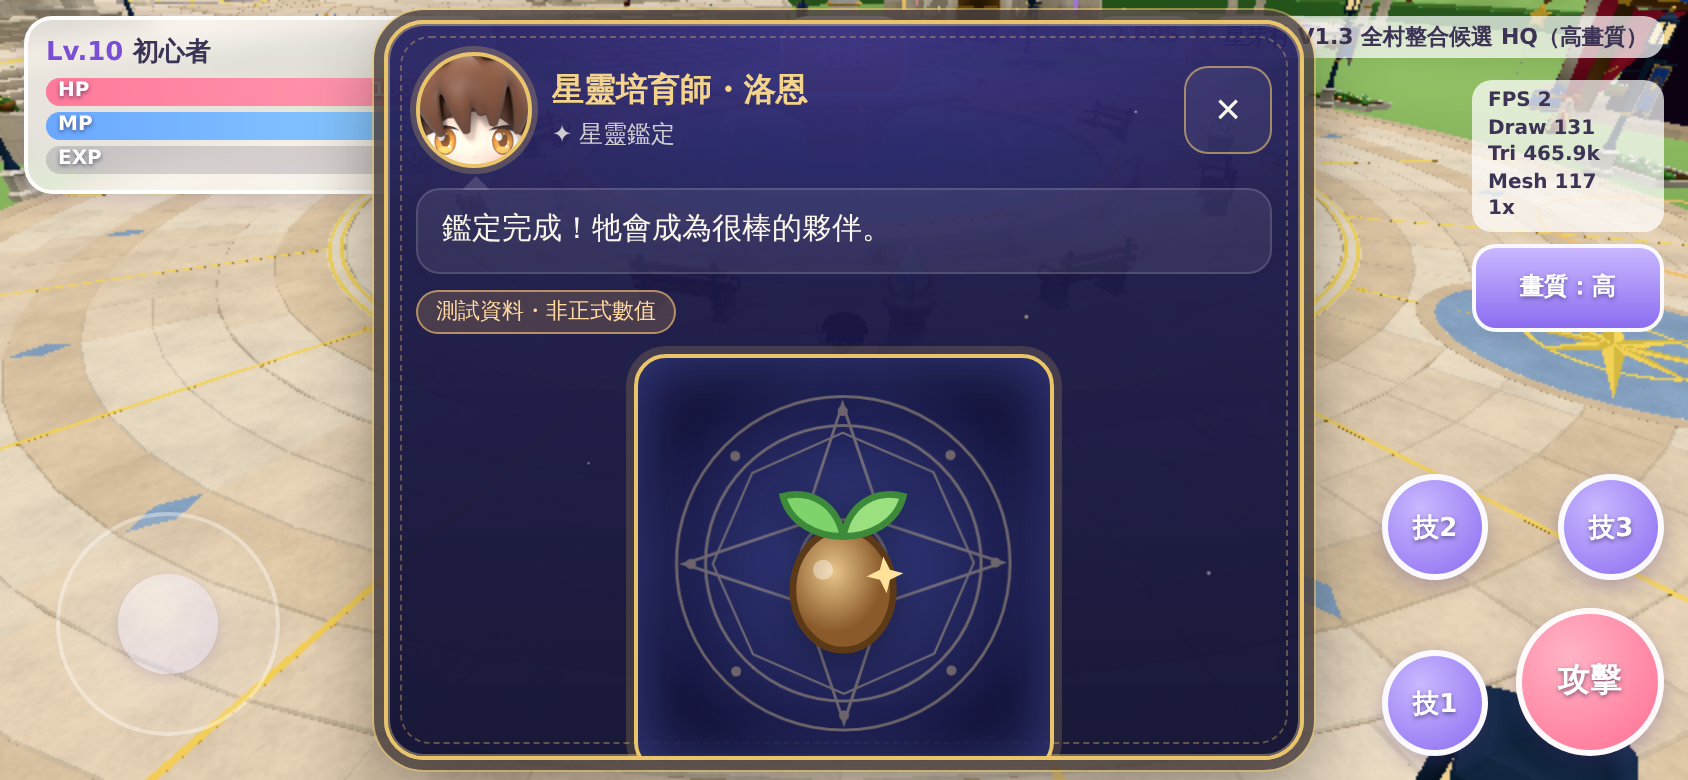 Lv.10 初心者
HP
MP
EXP
星靈培育師・洛恩
✦ 星靈鑑定
×
鑑定完成！牠會成為很棒的夥伴。
測試資料・非正式數值
V1.3 全村整合候選 HQ（高畫質）
FPS 2
Draw 131
Tri 465.9k
Mesh 117
1x
畫質：高
技2
技3
技1
攻擊